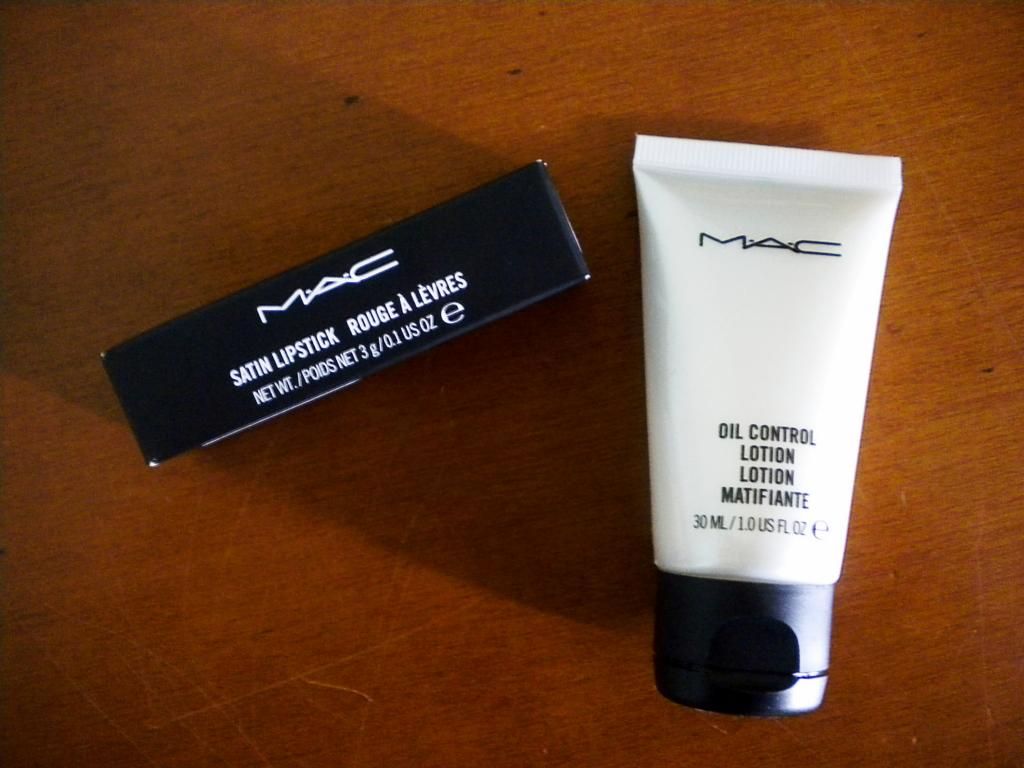 M·A·C
SATIN LIPSTICK ROUGE À LÈVRES
NET WT./POIDS NET 3 g/0.1 US OZ ℮
M·A·C
OIL CONTROL
LOTION
LOTION
MATIFIANTE
30 ML/1.0 US FL OZ ℮